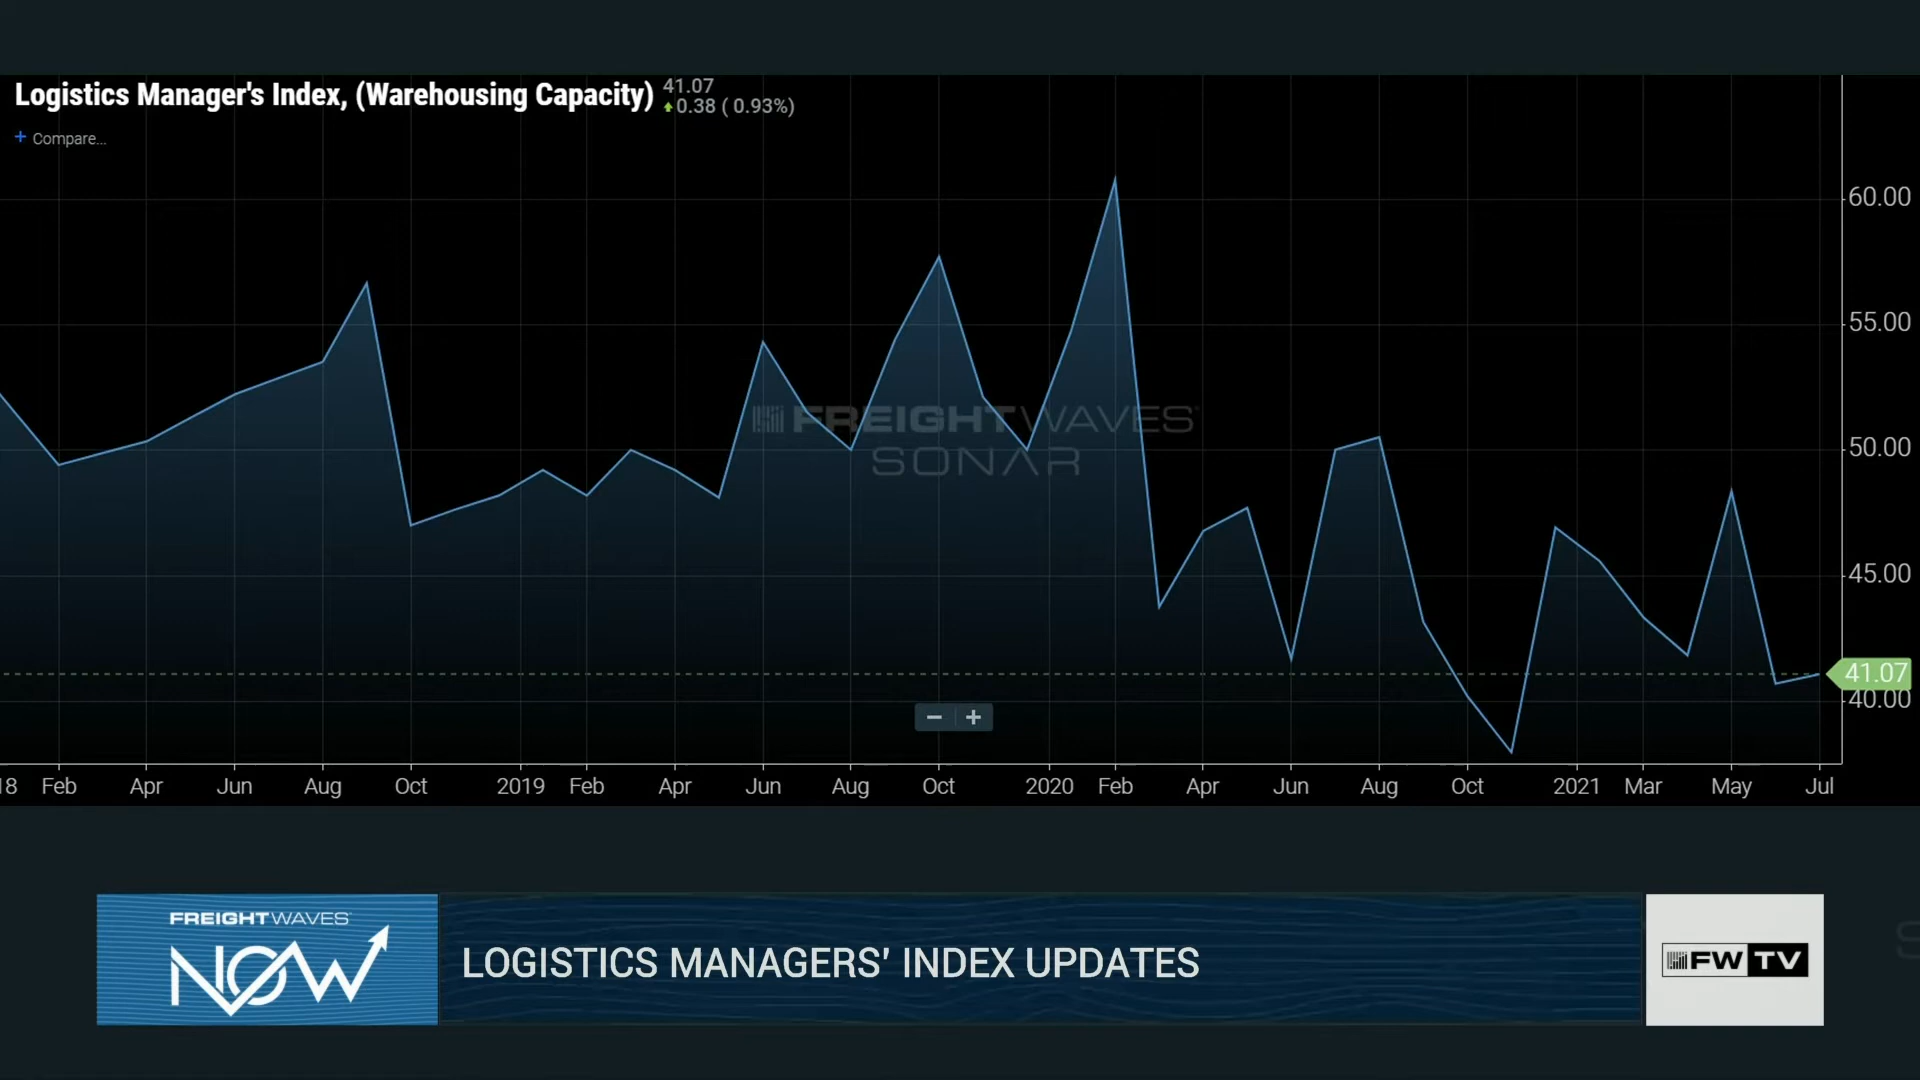 Logistics Manager's Index, (Warehousing Capacity) 41.07
0.38 ( 0.93%)
+ Compare...
60.00
55.00
FREIGHTWAVES
SONAR
50.00
45.00
41.07
40.00
− +
18 Feb Apr Jun Aug Oct 2019 Feb Apr Jun Aug Oct 2020 Feb Apr Jun Aug Oct 2021 Mar May Jul
FREIGHTWAVES
NOW
LOGISTICS MANAGERS' INDEX UPDATES
FW TV
S